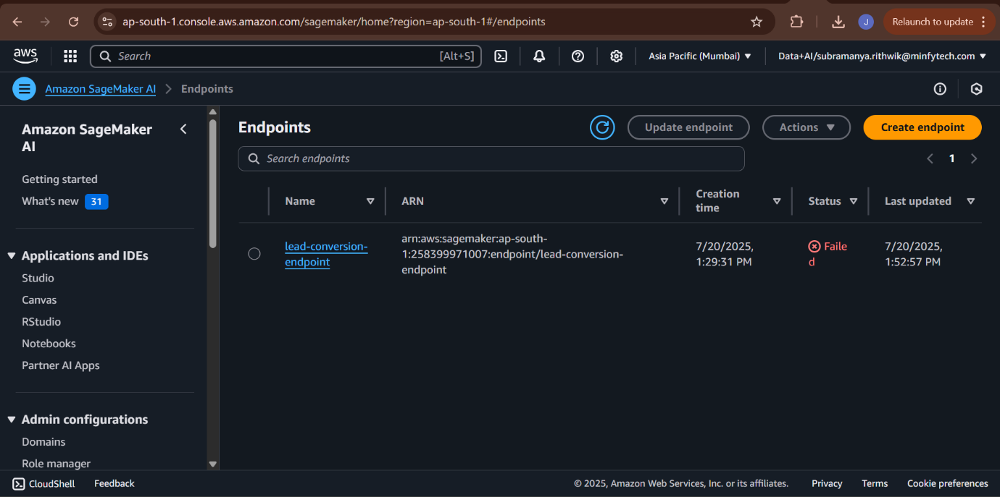 ap-south-1.console.aws.amazon.com/sagemaker/home?region=ap-south-1#/endpoints
J
Relaunch to update
aws
Search
[Alt+S]
Asia Pacific (Mumbai)
Data+AI/subramanya.rithwik@minfytech.com
Amazon SageMaker AI
Endpoints
Amazon SageMaker
AI
Getting started
What's new 31
Applications and IDEs
Studio
Canvas
RStudio
Notebooks
Partner AI Apps
Admin configurations
Domains
Role manager
Endpoints
Update endpoint
Actions
Create endpoint
Search endpoints
1
Name
ARN
Creation
time
Status
Last updated
lead-conversion-
endpoint
arn:aws:sagemaker:ap-south-
1:258399971007:endpoint/lead-conversion-
endpoint
7/20/2025,
1:29:31 PM
Faile
d
7/20/2025,
1:52:57 PM
CloudShell
Feedback
© 2025, Amazon Web Services, Inc. or its affiliates.
Privacy
Terms
Cookie preferences